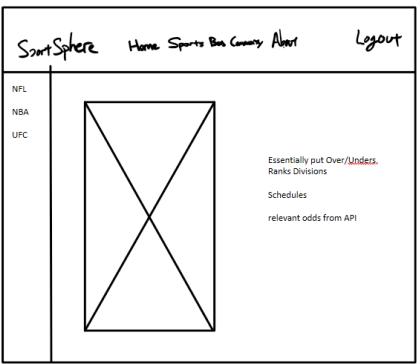 SportSphere Home Sports Bets Company About Logout
NFL
NBA
UFC
Essentially put Over/Unders,
Ranks Divisions
Schedules
relevant odds from API